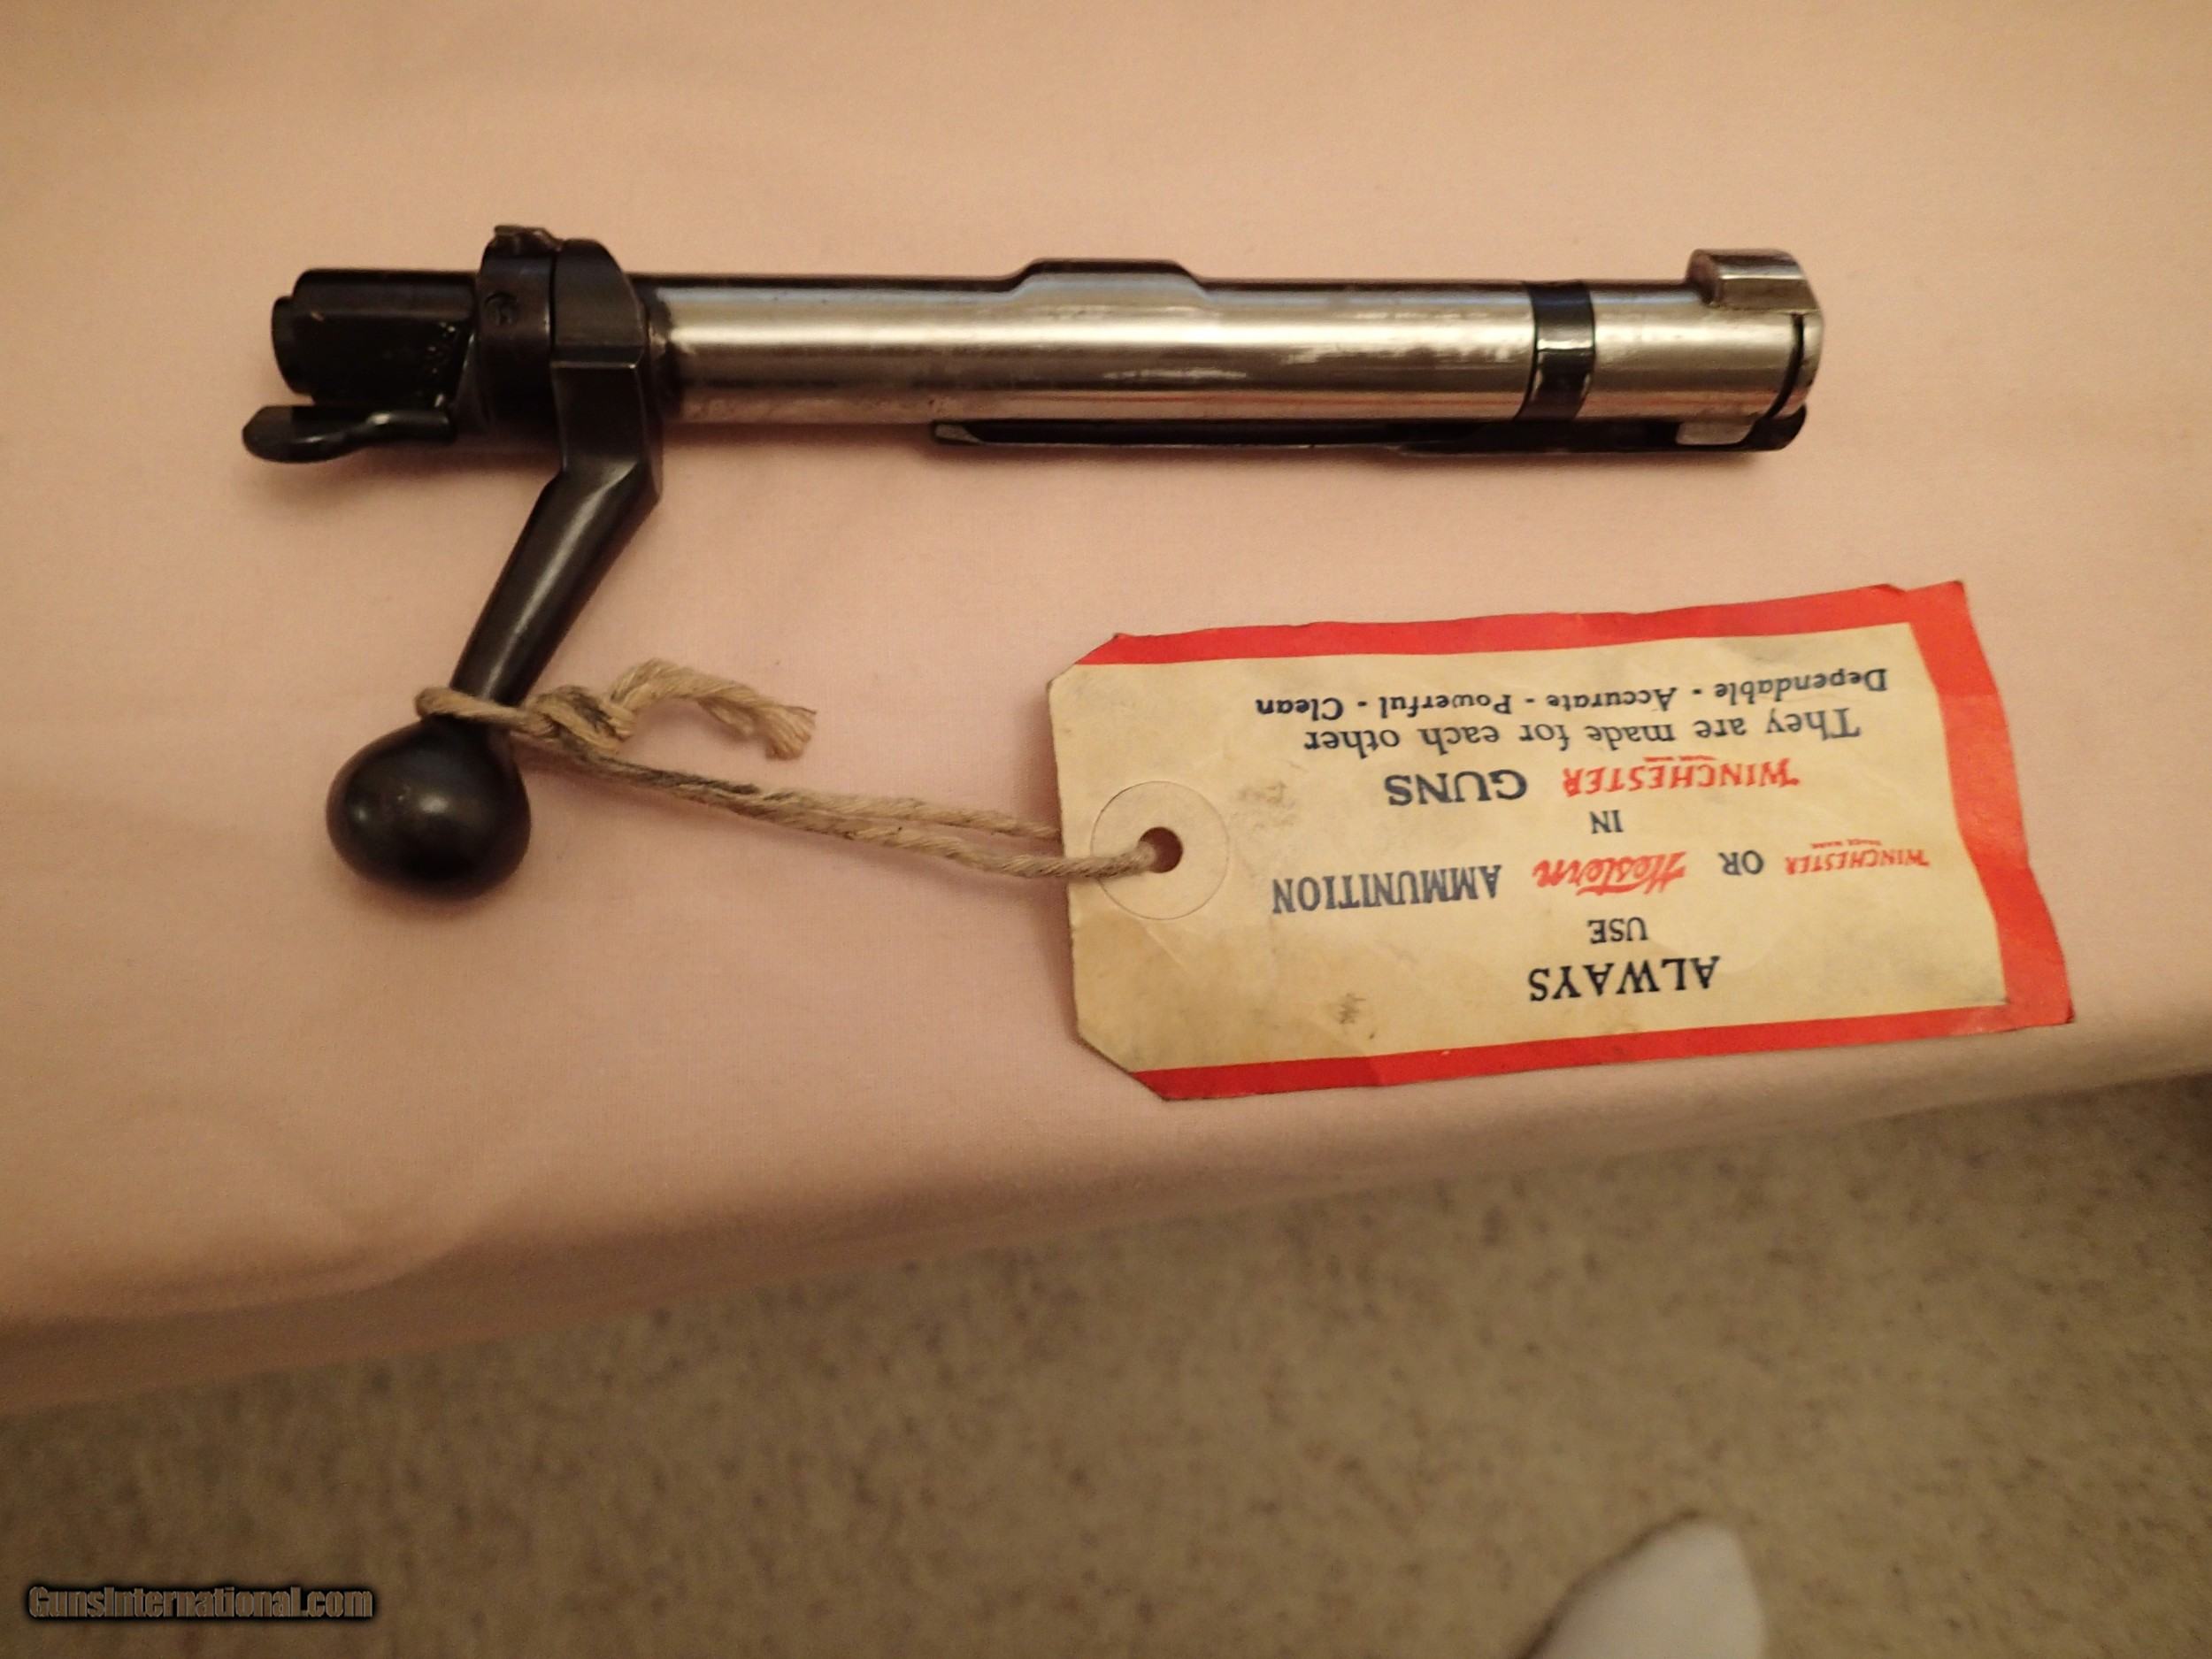 ALWAYS
USE
WINCHESTER OR Western AMMUNITION
IN
WINCHESTER GUNS
They are made for each other
Dependable - Accurate - Powerful - Clean
GunsInternational.com